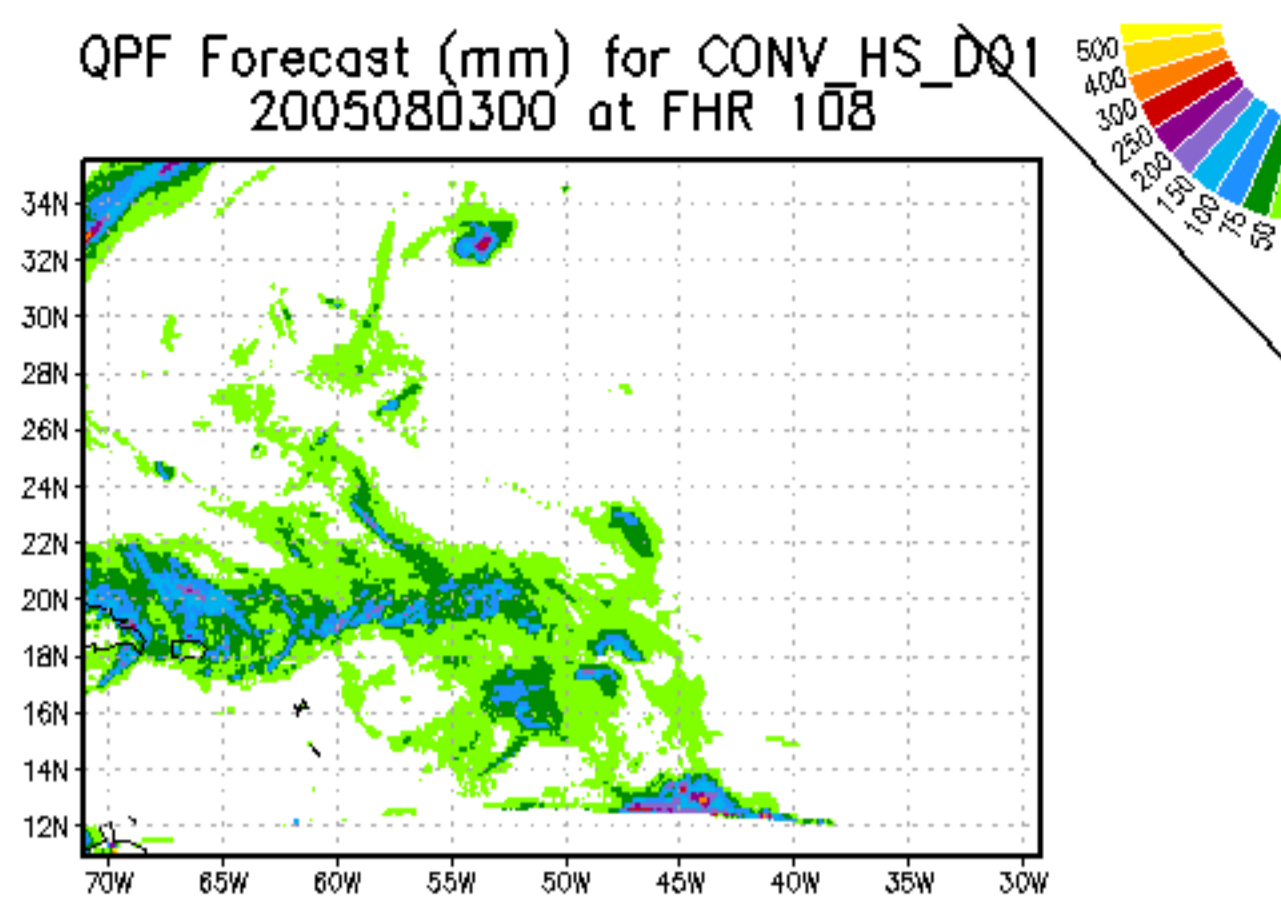 QPF Forecast (mm) for CONV_HS_D01
2005080300 at FHR 108
500
400
300
250
200
150
100
75
50
34N
32N
30N
28N
26N
24N
22N
20N
18N
16N
14N
12N
70W 65W 60W 55W 50W 45W 40W 35W 30W